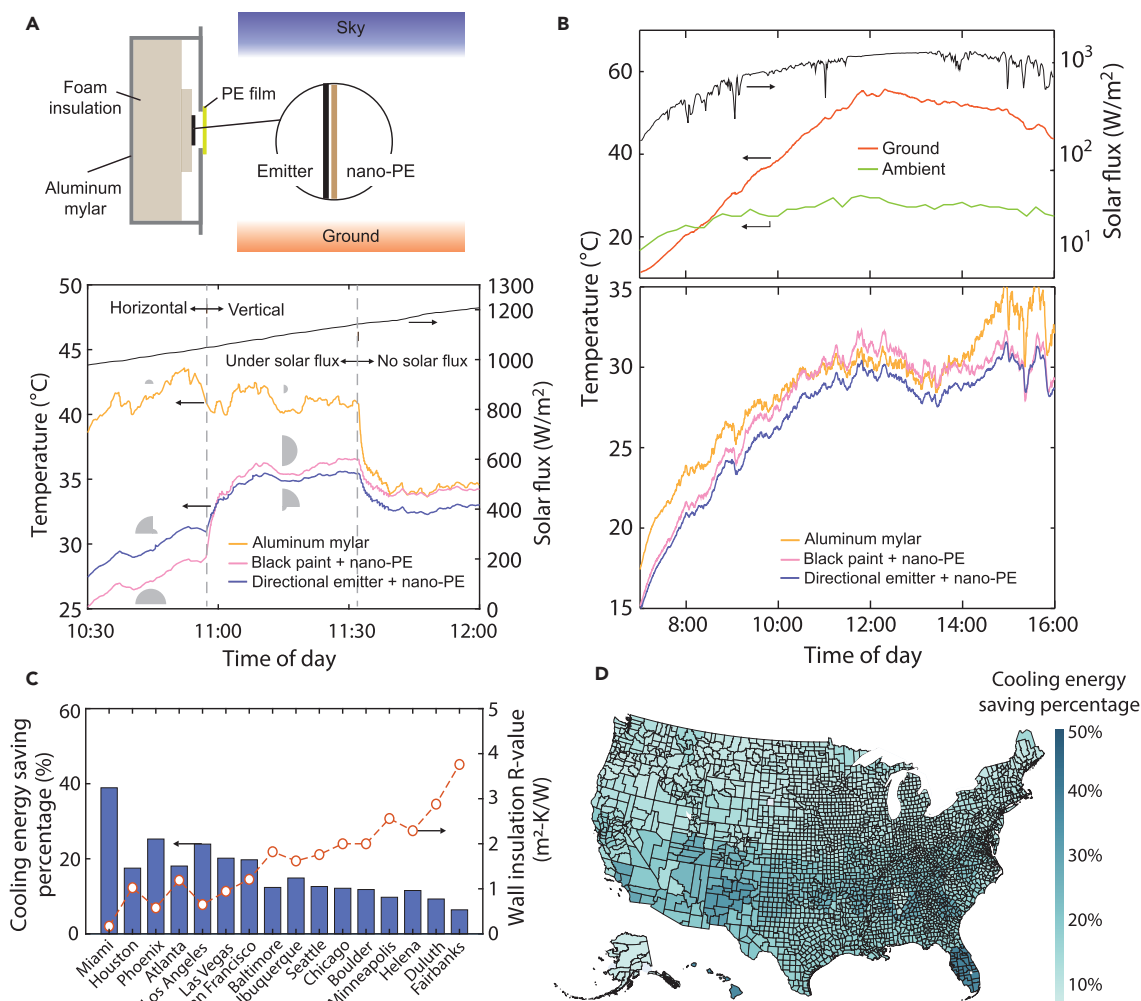 A
Sky
Foam
insulation
PE film
Emitter
nano-PE
Aluminum
mylar
Ground
50
45
40
35
30
25
Temperature (°C)
1300
1200
1000
800
600
400
200
0
Solar flux (W/m²)
Horizontal
Vertical
Under solar flux
No solar flux
Aluminum mylar
Black paint + nano-PE
Directional emitter + nano-PE
10:30
11:00
11:30
12:00
Time of day
B
60
40
20
10³
10²
10¹
Solar flux (W/m²)
Ground
Ambient
Temperature (°C)
35
30
25
20
15
Aluminum mylar
Black paint + nano-PE
Directional emitter + nano-PE
8:00
10:00
12:00
14:00
16:00
Time of day
C
Cooling energy saving
percentage (%)
60
40
20
0
5
4
3
2
1
0
Wall insulation R-value
(m²-K/W)
Miami
Houston
Phoenix
Atlanta
Los Angeles
Las Vegas
on Francisco
Baltimore
lbuquerque
Seattle
Chicago
Boulder
Minneapolis
Helena
Duluth
Fairbanks
D
Cooling energy
saving percentage
50%
40%
30%
20%
10%